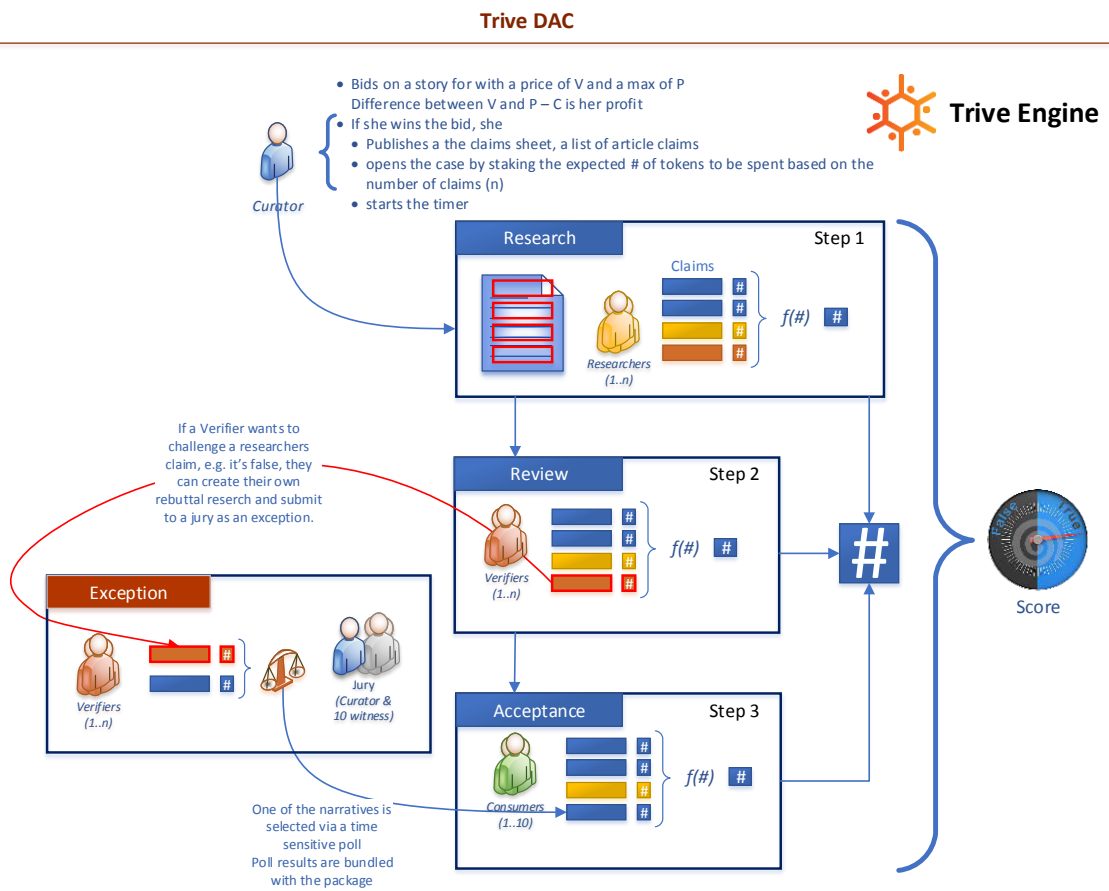 Trive DAC
• Bids on a story for with a price of V and a max of P
Difference between V and P – C is her profit
• If she wins the bid, she
• Publishes a the claims sheet, a list of article claims
• opens the case by staking the expected # of tokens to be spent based on the
number of claims (n)
• starts the timer
Curator
Trive Engine
Research
Step 1
Claims
#
#
#
#
f(#)
#
Researchers
(1..n)
If a Verifier wants to
challenge a researchers
claim, e.g. it's false, they
can create their own
rebuttal reserch and submit
to a jury as an exception.
Review
Step 2
#
#
#
#
f(#)
#
Verifiers
(1..n)
#
False
True
Score
Exception
#
#
Verifiers
(1..n)
Jury
(Curator &
10 witness)
Acceptance
Step 3
#
#
#
#
f(#)
#
Consumers
(1..10)
One of the narratives is
selected via a time
sensitive poll
Poll results are bundled
with the package